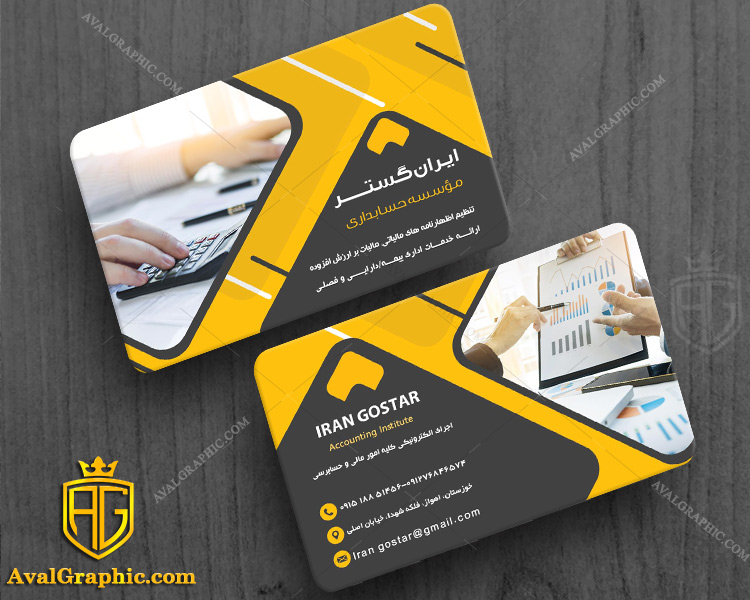 ایران گستر
مؤسسه حسابداری
تنظیم اظهارنامه های مالیاتی، مالیات بر ارزش افزوده
ارائه خدمات اداری بیمه/دارایی و فصلی
IRAN GOSTAR
Accounting Institute
اجرای الکترونیکی کلیه امور مالی و حسابرسی
۰۹۱۵ ۱۸۸ ۵۱۴۵۶-۰۹۱۲۷۶۸۴۶۵۷۴
خوزستان، اهواز، فلکه شهدا، خیابان اصلی
Iran gostar@gmail.com
AG
AvalGraphic.com
AVALGRAPHIC.COM
AVALGRAPHIC.COM
AVALGRAPHIC.COM
AVALGRAPHIC.COM